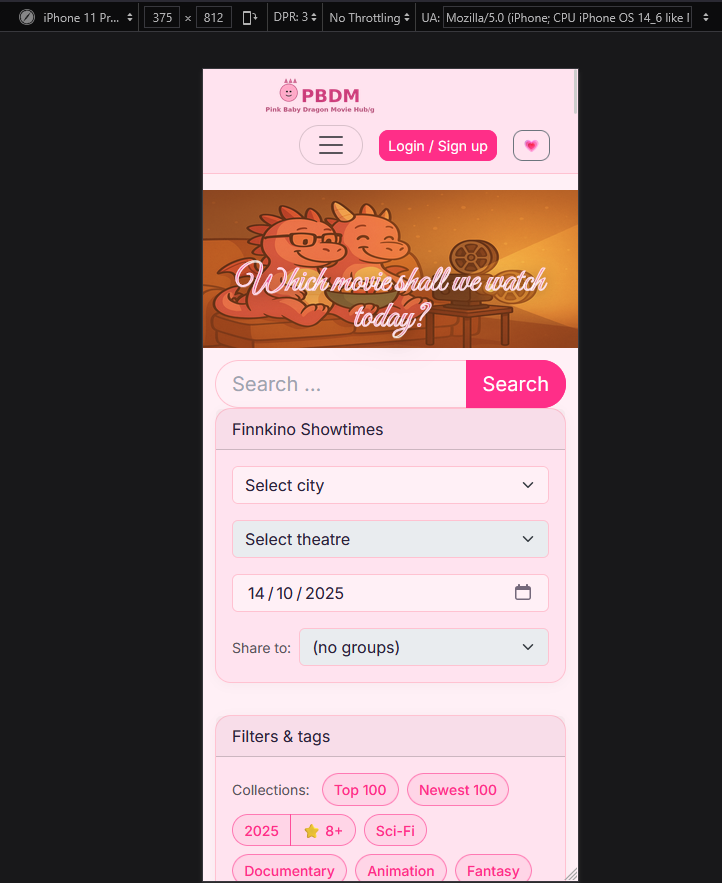 iPhone 11 Pr... 375 × 812 DPR: 3 No Throttling UA: Mozilla/5.0 (iPhone; CPU iPhone OS 14_6 like
PBDM
Pink Baby Dragon Movie Hub/g
Login / Sign up
Which movie shall we watch
today?
Search ... Search
Finnkino Showtimes
Select city
Select theatre
14/10/2025
Share to: (no groups)
Filters & tags
Collections: Top 100 Newest 100
2025 ⭐ 8+ Sci-Fi
Documentary Animation Fantasy